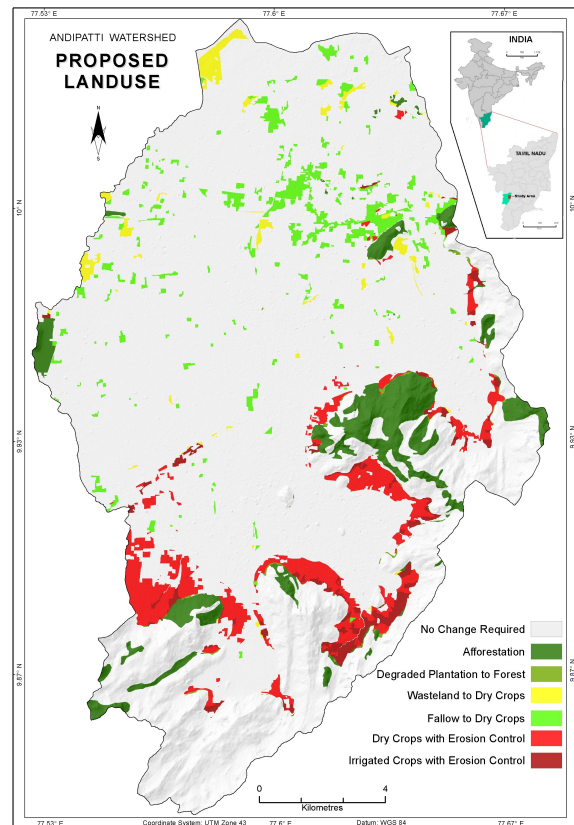 77.53° E
77.6° E
77.67° E
ANDIPATTI WATERSHED
PROPOSED
LANDUSE
N
S
INDIA
TAMIL NADU
Study Area
10° N
10° N
9.93° N
9.93° N
9.87° N
9.87° N
No Change Required
Afforestation
Degraded Plantation to Forest
Wasteland to Dry Crops
Fallow to Dry Crops
Dry Crops with Erosion Control
Irrigated Crops with Erosion Control
0 4
Kilometres
77.53° E
Coordinate System: UTM Zone 43
77.6° E
Datum: WGS 84
77.67° E